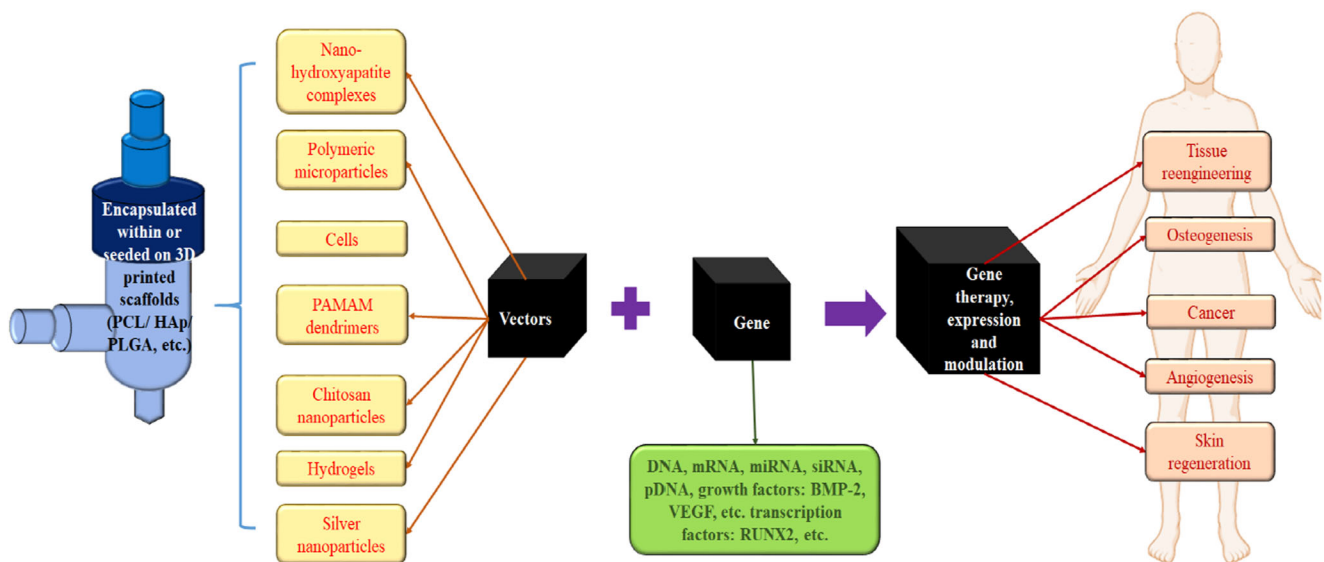 Encapsulated
within or
seeded on 3D
printed
scaffolds
(PCL/ HAp/
PLGA, etc.)
Nano-
hydroxyapatite
complexes
Polymeric
microparticles
Cells
PAMAM
dendrimers
Chitosan
nanoparticles
Hydrogels
Silver
nanoparticles
Vectors
Gene
DNA, mRNA, miRNA, siRNA,
pDNA, growth factors: BMP-2,
VEGF, etc. transcription
factors: RUNX2, etc.
Gene
therapy,
expression
and
modulation
Tissue
reengineering
Osteogenesis
Cancer
Angiogenesis
Skin
regeneration